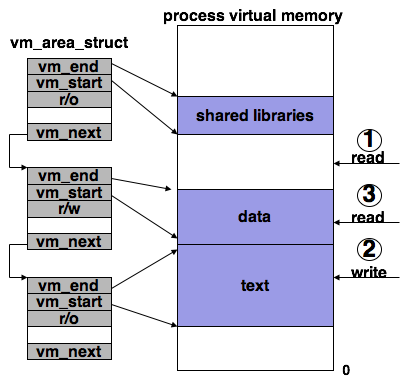 process virtual memory
vm_area_struct
vm_end
vm_start
r/o
vm_next
vm_end
vm_start
r/w
vm_next
vm_end
vm_start
r/o
vm_next
shared libraries
data
text
1
read
3
read
2
write
0